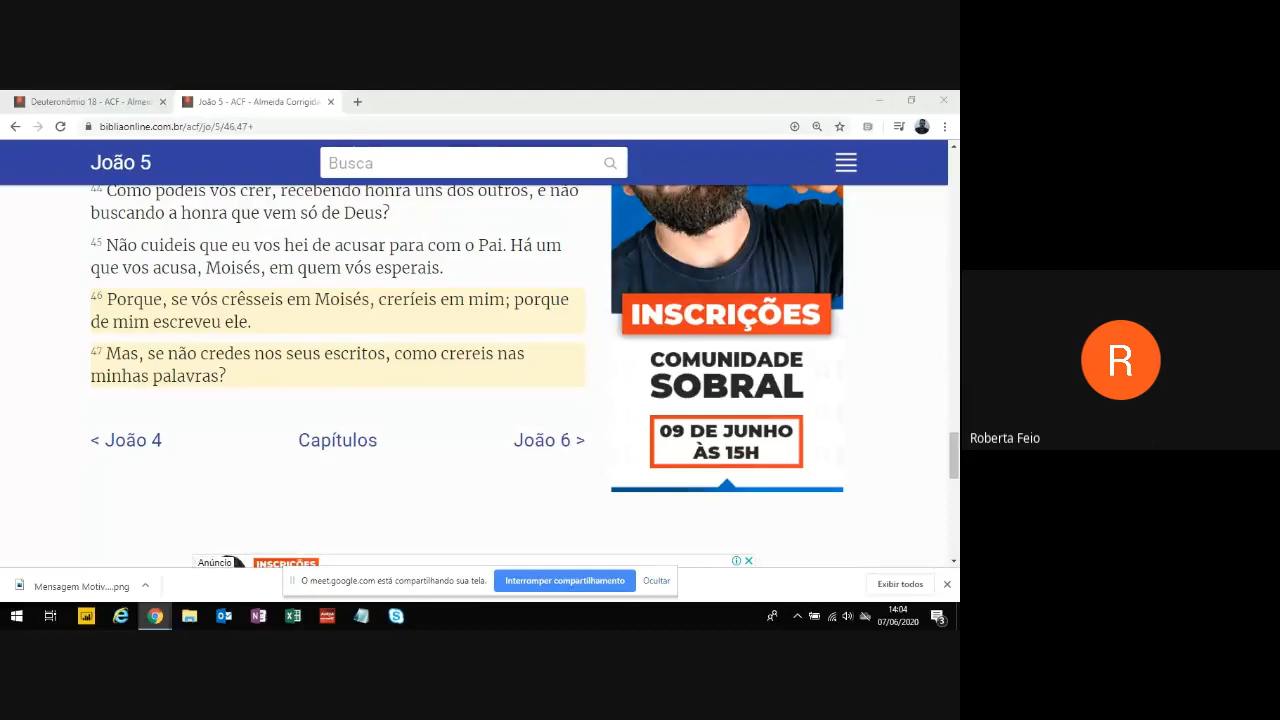 Deuteronômio 18 - ACF - Almei
João 5 - ACF - Almeida Corrigida
bibliaonline.com.br/acf/jo/5/46,47+
João 5
Busca
44 Como podeis vós crer, recebendo honra uns dos outros, e não
buscando a honra que vem só de Deus?
45 Não cuideis que eu vos hei de acusar para com o Pai. Há um
que vos acusa, Moisés, em quem vós esperais.
46 Porque, se vós crêsseis em Moisés, creríeis em mim; porque
de mim escreveu ele.
47 Mas, se não credes nos seus escritos, como crereis nas
minhas palavras?
< João 4
Capítulos
João 6 >
INSCRIÇÕES
COMUNIDADE
SOBRAL
09 DE JUNHO
ÀS 15H
Anúncio
INSCRIÇÕES
Mensagem Motiv....png
O meet.google.com está compartilhando sua tela.
Interromper compartilhamento
Ocultar
Exibir todos
14:04
07/06/2020
3
R
Roberta Feio